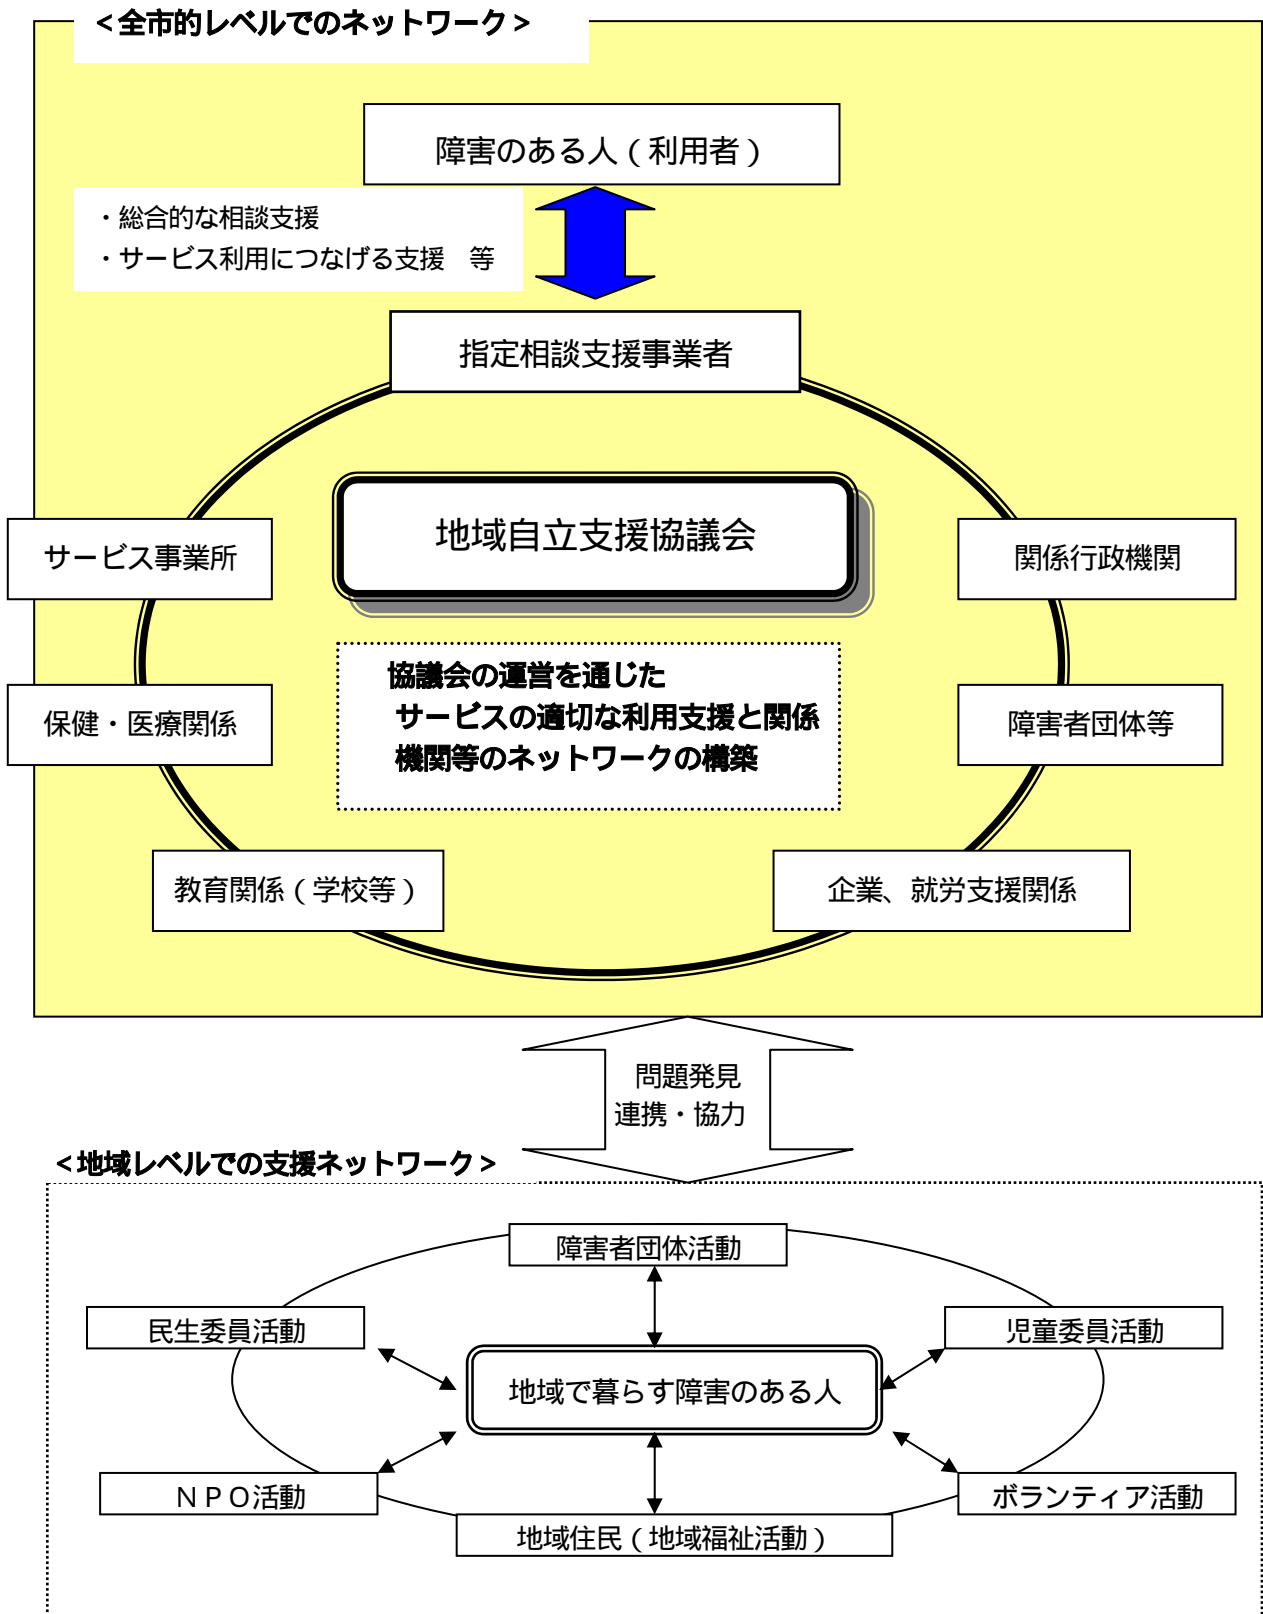 ＜全市的レベルでのネットワーク＞
障害のある人（利用者）
・総合的な相談支援
・サービス利用につなげる支援　等
指定相談支援事業者
地域自立支援協議会
サービス事業所
関係行政機関
協議会の運営を通じた
サービスの適切な利用支援と関係
機関等のネットワークの構築
保健・医療関係
障害者団体等
教育関係（学校等）
企業、就労支援関係
問題発見
連携・協力
＜地域レベルでの支援ネットワーク＞
障害者団体活動
民生委員活動
児童委員活動
地域で暮らす障害のある人
ＮＰＯ活動
ボランティア活動
地域住民（地域福祉活動）